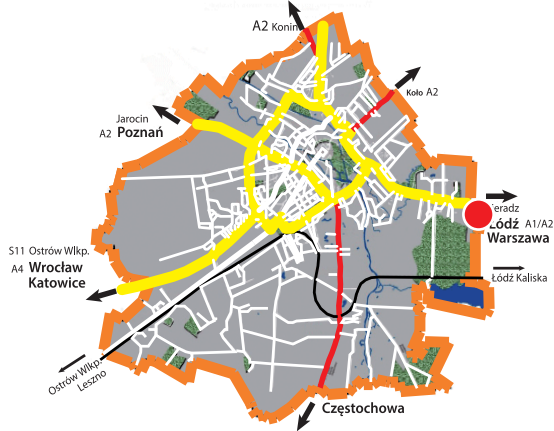 A2 Konin
Koło A2
Jarocin
A2 Poznań
Łódź A1/A2
Warszawa
S11 Ostrów Wlkp.
A4 Wrocław
Katowice
Łódź Kaliska
Ostrów Wlkp.
Leszno
Częstochowa